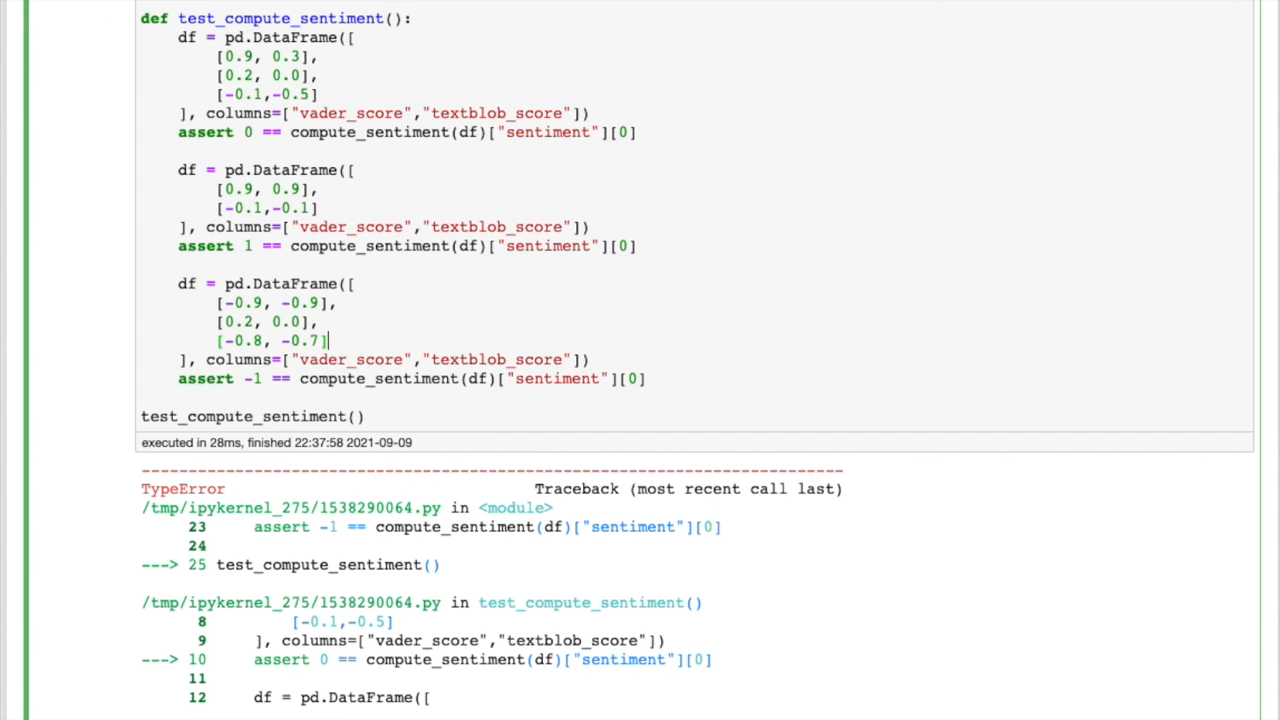 def test_compute_sentiment():
    df = pd.DataFrame([
        [0.9, 0.3],
        [0.2, 0.0],
        [-0.1,-0.5]
    ], columns=["vader_score","textblob_score"])
    assert 0 == compute_sentiment(df)["sentiment"][0]
    df = pd.DataFrame([
        [0.9, 0.9],
        [-0.1,-0.1]
    ], columns=["vader_score","textblob_score"])
    assert 1 == compute_sentiment(df)["sentiment"][0]
    df = pd.DataFrame([
        [-0.9, -0.9],
        [0.2, 0.0],
        [-0.8, -0.7]
    ], columns=["vader_score","textblob_score"])
    assert -1 == compute_sentiment(df)["sentiment"][0]
test_compute_sentiment()
executed in 28ms, finished 22:37:58 2021-09-09
---------------------------------------------------------------------------
TypeError                                 Traceback (most recent call last)
/tmp/ipykernel_275/1538290064.py in <module>
     23     assert -1 == compute_sentiment(df)["sentiment"][0]
     24
---> 25 test_compute_sentiment()
/tmp/ipykernel_275/1538290064.py in test_compute_sentiment()
      8         [-0.1,-0.5]
      9     ], columns=["vader_score","textblob_score"])
---> 10     assert 0 == compute_sentiment(df)["sentiment"][0]
     11
     12     df = pd.DataFrame([